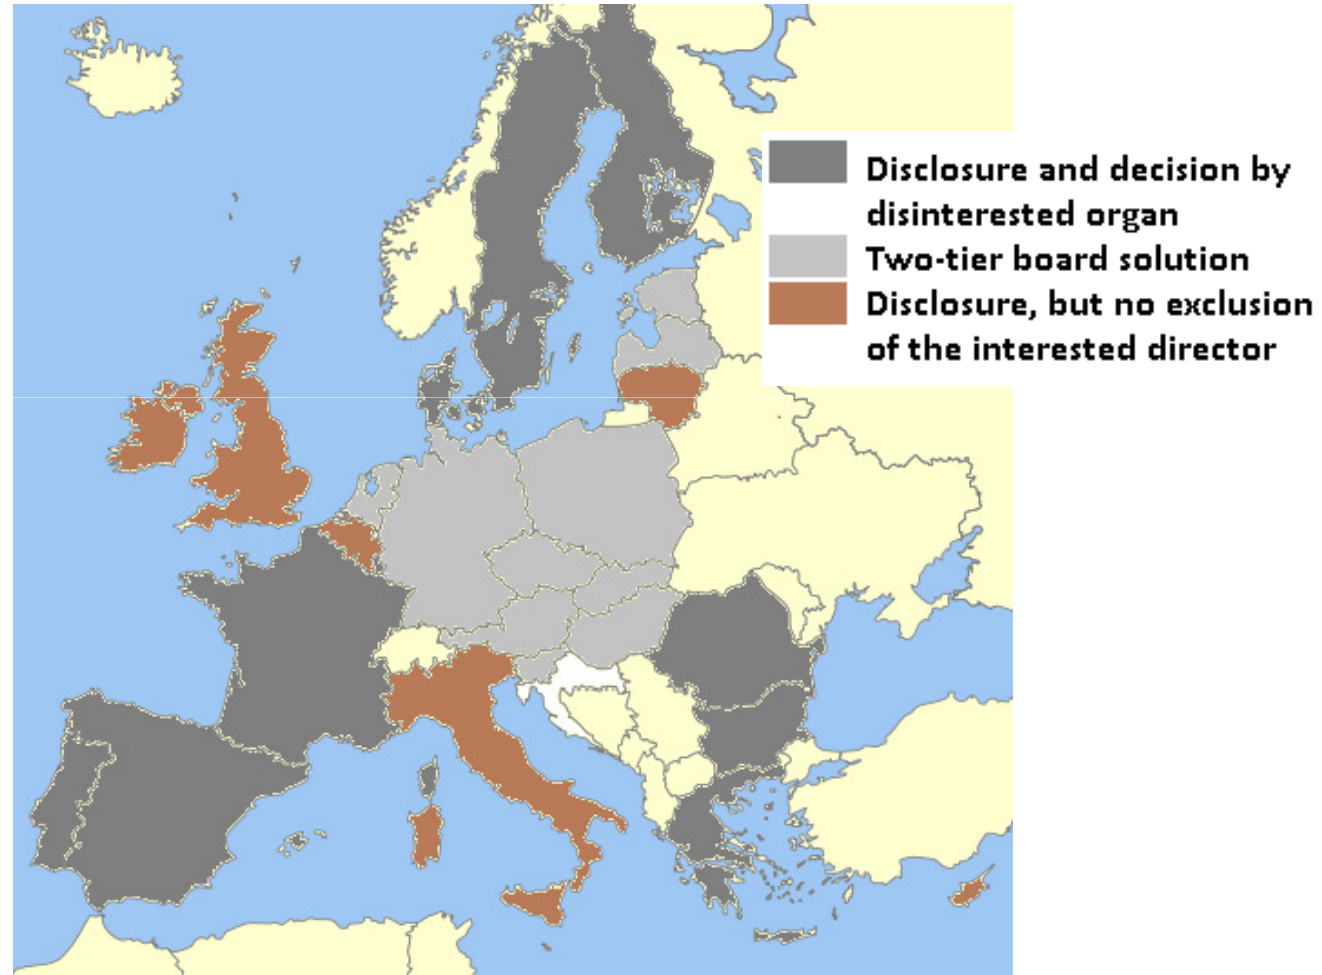 Disclosure and decision by
disinterested organ
Two-tier board solution
Disclosure, but no exclusion
of the interested director